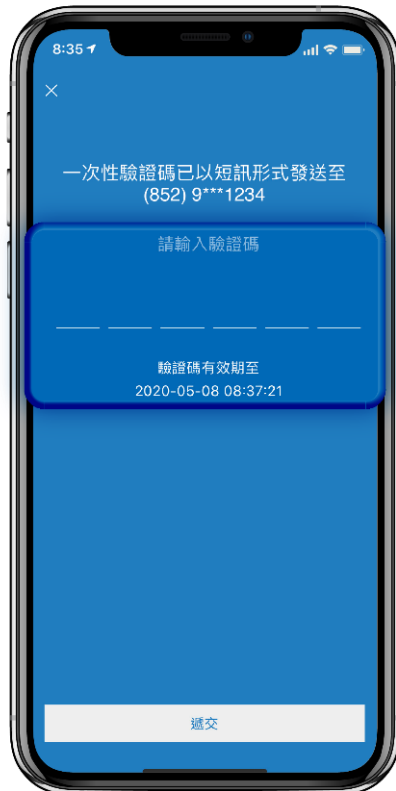 8:35
一次性驗證碼已以短訊形式發送至
(852) 9***1234
請輸入驗證碼
驗證碼有效期至
2020-05-08 08:37:21
遞交